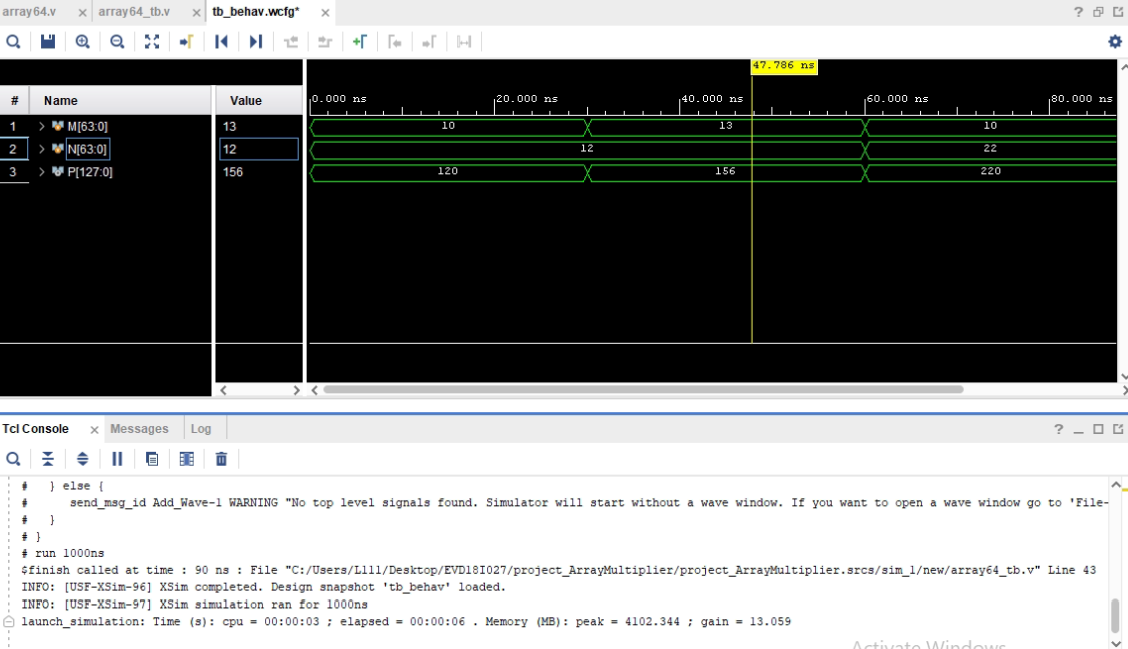 array64.v × array64_tb.v × tb_behav.wcfg* × ?
47.786 ns
# Name Value
0.000 ns 20.000 ns 40.000 ns 60.000 ns 80.000 ns
1 > M[63:0] 13 10 13 10
2 > N[63:0] 12 12 22
3 > P[127:0] 156 120 156 220
Tcl Console × Messages Log ?
# } else {
# send_msg_id Add_Wave-1 WARNING "No top level signals found. Simulator will start without a wave window. If you want to open a wave window go to 'File-
# }
# }
# run 1000ns
$finish called at time : 90 ns : File "C:/Users/L111/Desktop/EVD18I027/project_ArrayMultiplier/project_ArrayMultiplier.srcs/sim_1/new/array64_tb.v" Line 43
INFO: [USF-XSim-96] XSim completed. Design snapshot 'tb_behav' loaded.
INFO: [USF-XSim-97] XSim simulation ran for 1000ns
launch_simulation: Time (s): cpu = 00:00:03 ; elapsed = 00:00:06 . Memory (MB): peak = 4102.344 ; gain = 13.059
Activate Windows